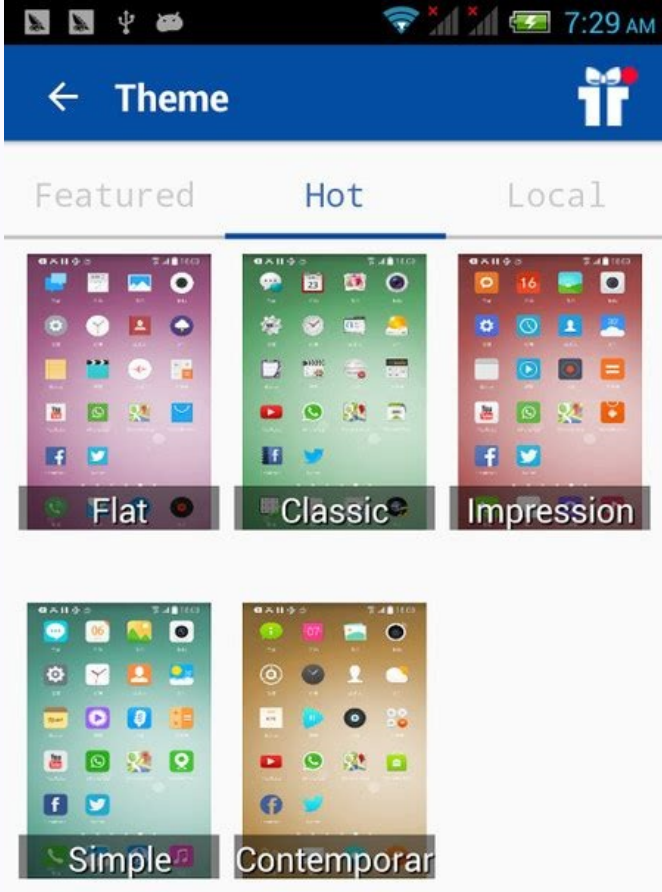 7:29 AM
Theme
Featured
Hot
Local
Flat
Classic
Impression
Simple
Contemporar